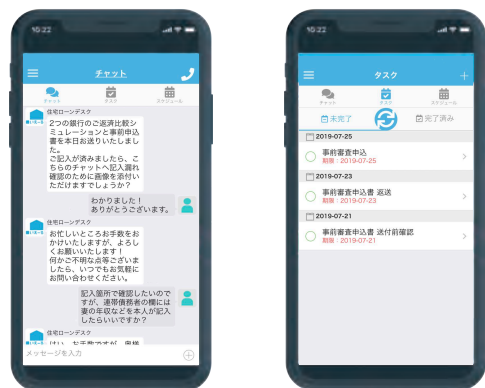 10:22
チャット
チャット
タスク
スケジュール
住宅ローンデスク
2つの銀行のご返済比較シ
ミュレーションと事前申込
書を本日お送りいたしまし
た。
ご記入が済みましたら、こ
ちらのチャットへ記入漏れ
確認のために画像を添付い
ただけますでしょうか？
わかりました！
ありがとうございます。
住宅ローンデスク
お忙しいところお手数をお
かけいたしますが、よろし
くお願いいたします！
何かご不明な点等ございま
したら、いつでもお気軽に
お問い合わせください。
記入箇所で確認したいので
すが、連帯債務者の欄には
妻の年収などを本人が記入
したらいいですか？
住宅ローンデスク
はい、お手数ですが、奥様
メッセージを入力
10:22
タスク
チャット
タスク
スケジュール
未完了
完了済み
2019-07-25
事前審査申込
期限：2019-07-25
2019-07-23
事前審査申込書 返送
期限：2019-07-23
2019-07-21
事前審査申込書 送付前確認
期限：2019-07-21